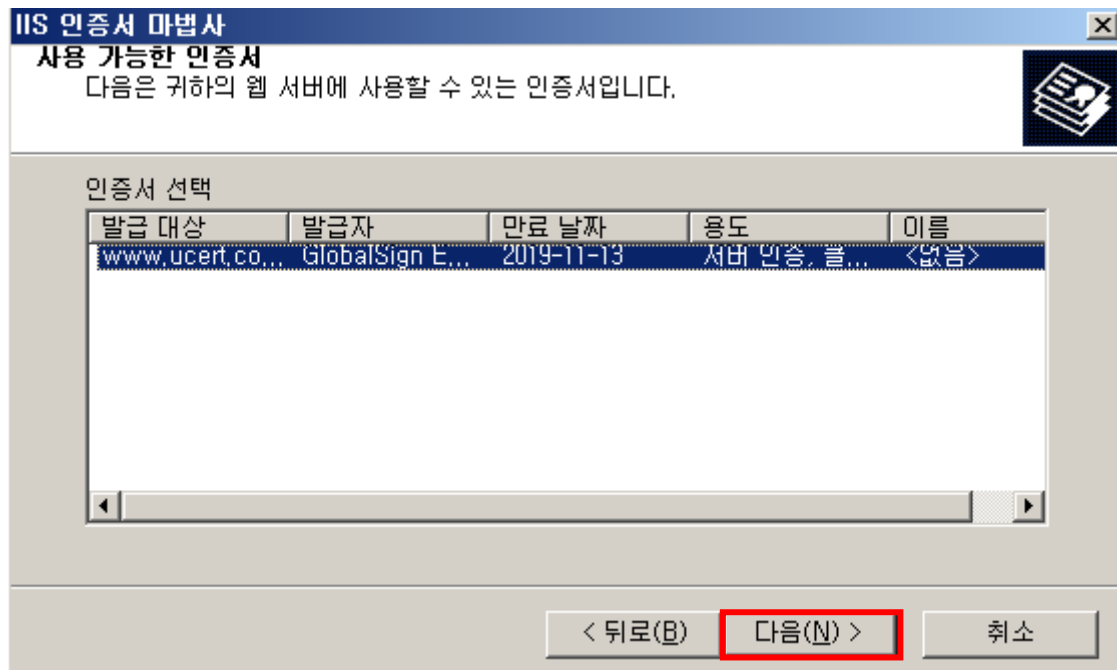 IIS 인증서 마법사
사용 가능한 인증서
다음은 귀하의 웹 서버에 사용할 수 있는 인증서입니다.
인증서 선택
발급 대상 발급자 만료 날짜 용도 이름
www.ucert.co... GlobalSign E... 2019-11-13 서버 인증, 클... <없음>
< 뒤로(B) 다음(N) > 취소